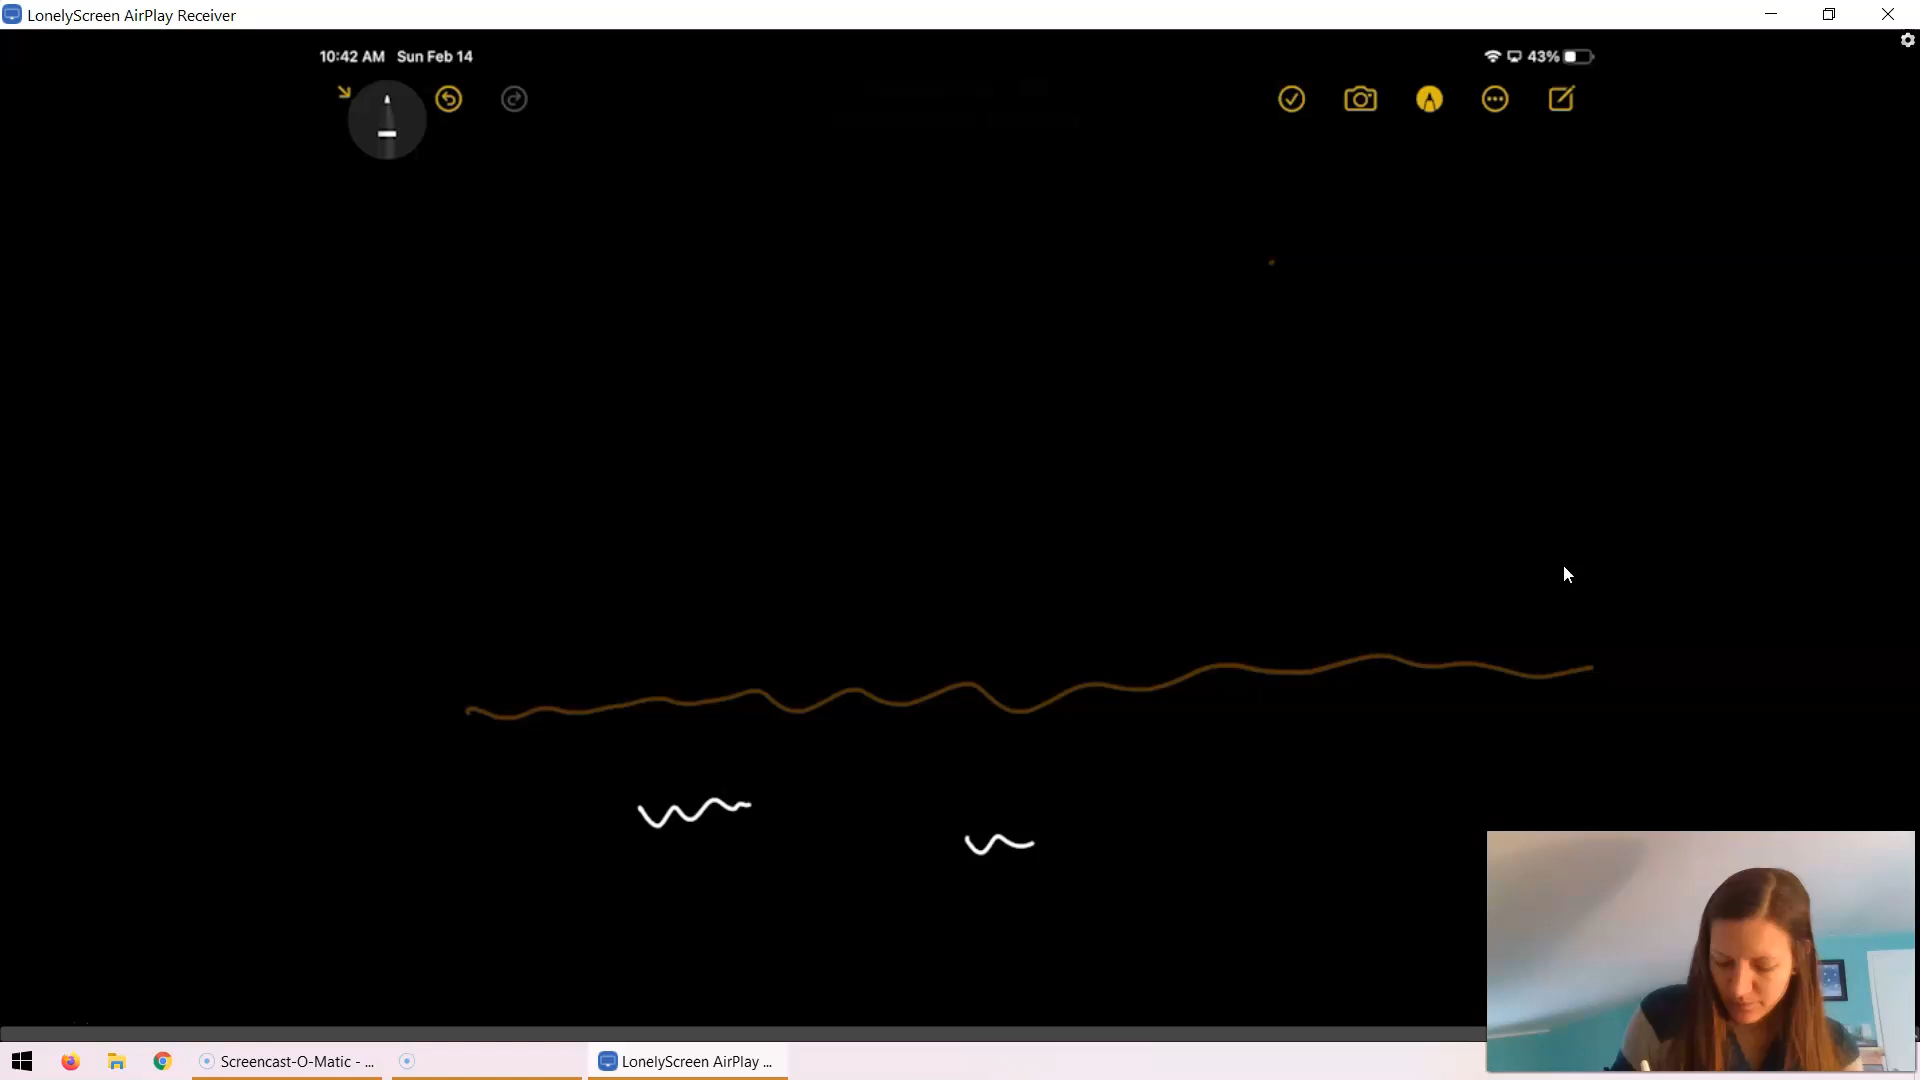 LonelyScreen AirPlay Receiver
10:42 AM Sun Feb 14
43%
Screencast-O-Matic - ...
LonelyScreen AirPlay ...